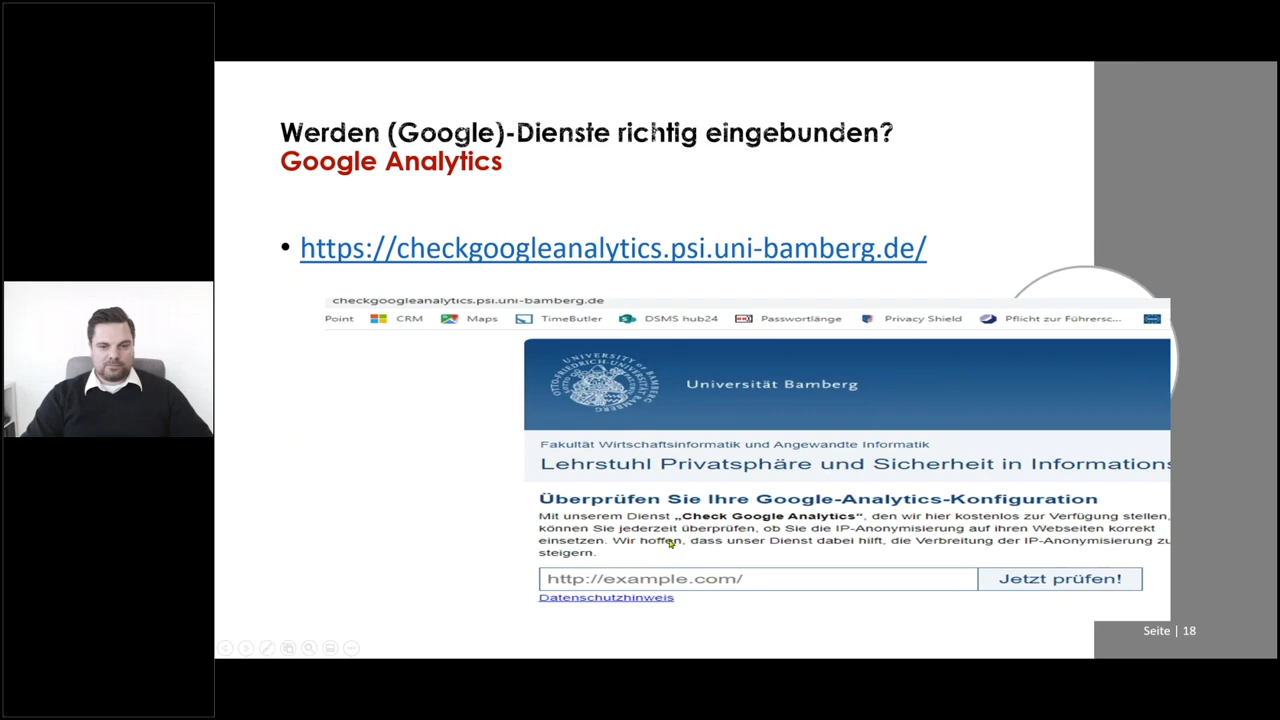 Werden (Google)-Dienste richtig eingebunden?
Google Analytics
• https://checkgoogleanalytics.psi.uni-bamberg.de/
checkgoogleanalytics.psi.uni-bamberg.de
Point CRM Maps TimeButler DSMS hub24 Passwortlänge Privacy Shield Pflicht zur Führersc...
Universität Bamberg
Fakultät Wirtschaftsinformatik und Angewandte Informatik
Lehrstuhl Privatsphäre und Sicherheit in Informations
Überprüfen Sie Ihre Google-Analytics-Konfiguration
Mit unserem Dienst „Check Google Analytics“, den wir hier kostenlos zur Verfügung stellen,
können Sie jederzeit überprüfen, ob Sie die IP-Anonymisierung auf ihren Webseiten korrekt
einsetzen. Wir hoffen, dass unser Dienst dabei hilft, die Verbreitung der IP-Anonymisierung zu
steigern.
http://example.com/ Jetzt prüfen!
Datenschutzhinweis
Seite | 18